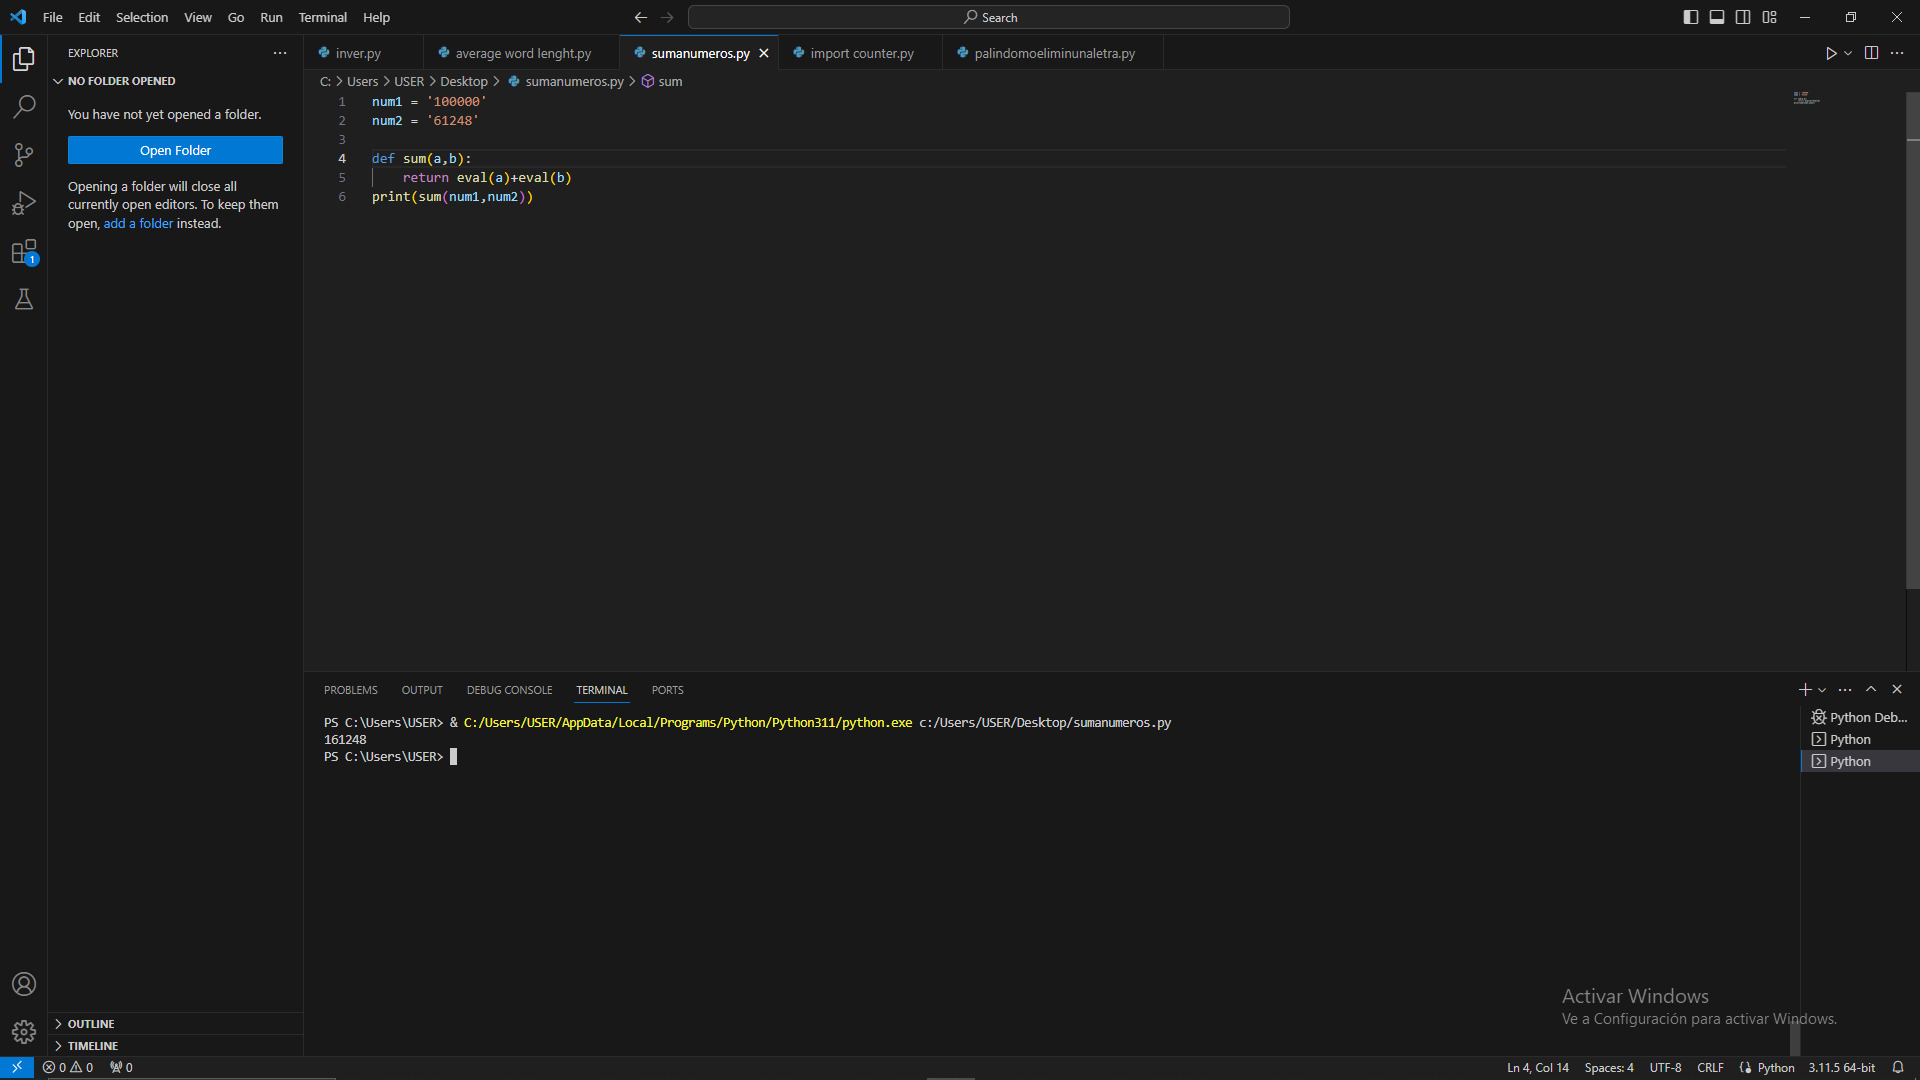 File Edit Selection View Go Run Terminal Help
Search
EXPLORER
NO FOLDER OPENED
You have not yet opened a folder.
Open Folder
Opening a folder will close all
currently open editors. To keep them
open, add a folder instead.
1
OUTLINE
TIMELINE
inver.py average word lenght.py sumanumeros.py import counter.py palindomoeliminunaletra.py
C: > Users > USER > Desktop > sumanumeros.py > sum
1 num1 = '100000'
2 num2 = '61248'
3
4 def sum(a,b):
5 return eval(a)+eval(b)
6 print(sum(num1,num2))
PROBLEMS OUTPUT DEBUG CONSOLE TERMINAL PORTS
PS C:\Users\USER> & C:/Users/USER/AppData/Local/Programs/Python/Python311/python.exe c:/Users/USER/Desktop/sumanumeros.py
161248
PS C:\Users\USER>
Python Deb...
Python
Python
Activar Windows
Ve a Configuración para activar Windows.
0 0 0
Ln 4, Col 14 Spaces: 4 UTF-8 CRLF Python 3.11.5 64-bit